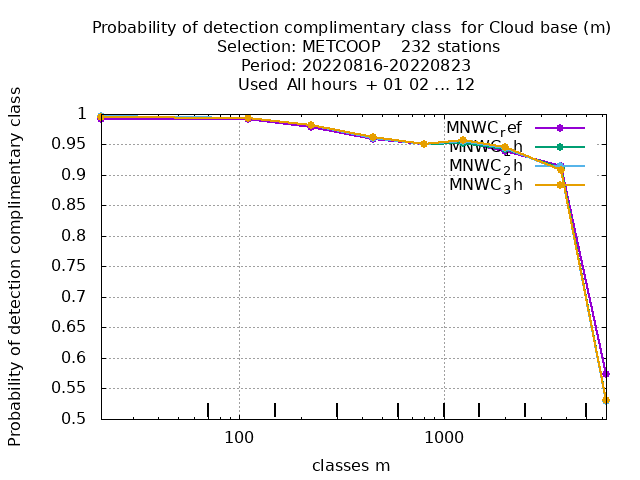 Probability of detection complimentary class  for Cloud base (m)
Selection: METCOOP    232 stations
Period: 20220816-20220823
Used  All hours  + 01 02 ... 12
Probability of detection complimentary class
1
0.95
0.9
0.85
0.8
0.75
0.7
0.65
0.6
0.55
0.5
MNWCref
MNWC h
MNWC2h
MNWC3h
100
1000
classes m